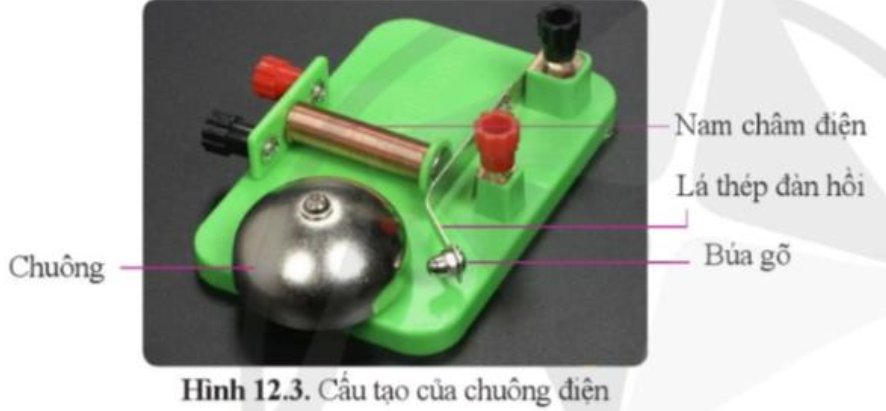 Nam châm điện
Lá thép đàn hồi
Búa gõ
Chuông
Hình 12.3. Cấu tạo của chuông điện